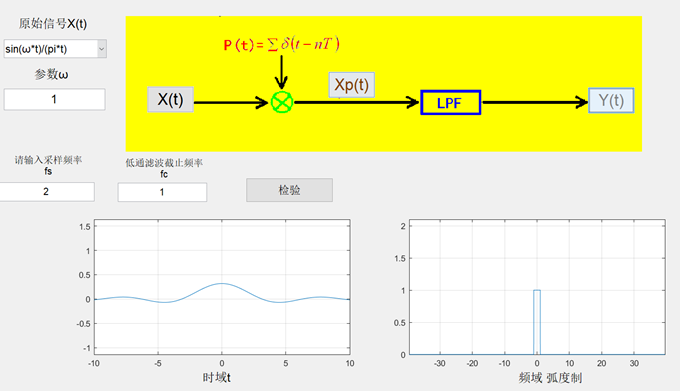 原始信号X(t)
sin(ω*t)/(pi*t)
参数ω
1
P(t)=∑δ(t-nT)
X(t)
Xp(t)
LPF
Y(t)
请输入采样频率
fs
2
低通滤波截止频率
fc
1
检验
1.5
1
0.5
0
-0.5
-1
-10
-5
0
5
10
时域t
2
1.5
1
0.5
0
-30
-20
-10
0
10
20
30
频域 弧度制